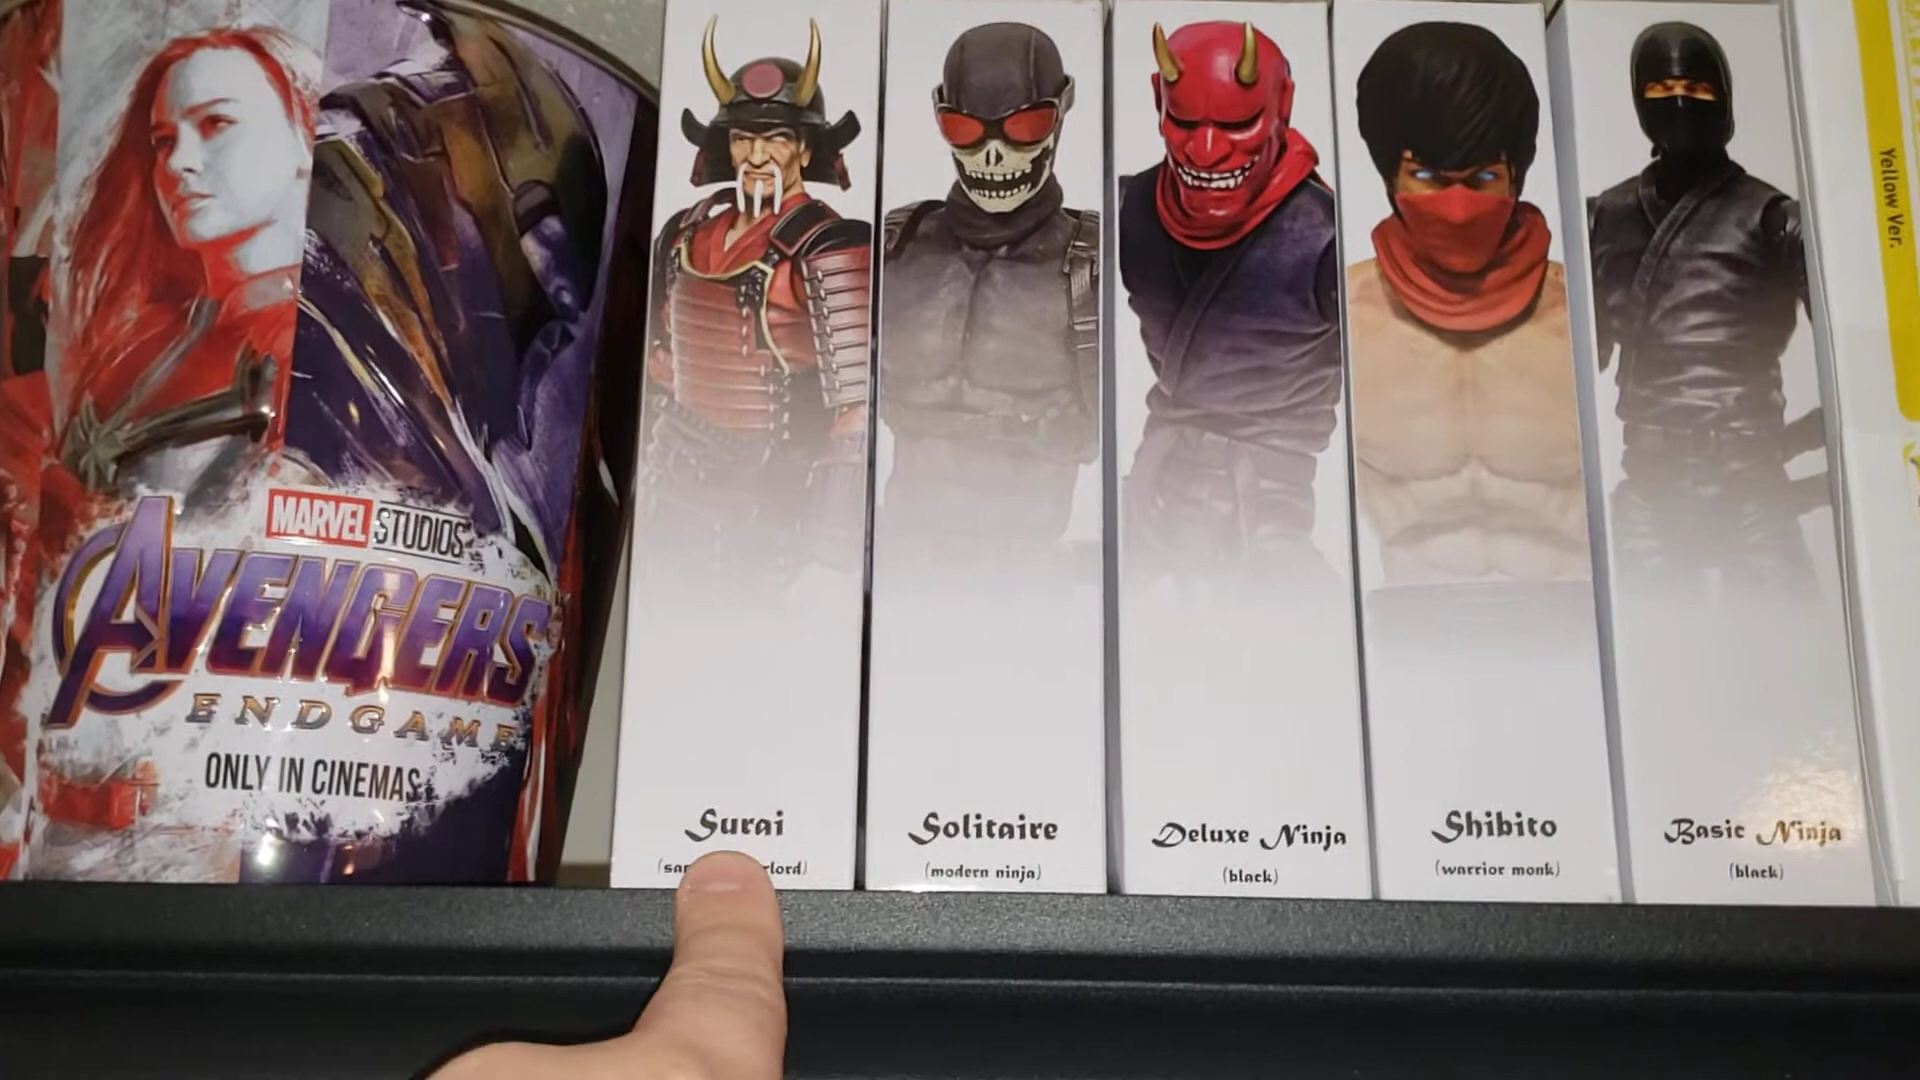 MARVEL STUDIOS
AVENGERS
ENDGAME
ONLY IN CINEMAS
Surai
Solitaire
(modern ninja)
Deluxe Ninja
(black)
Shibito
(warrior monk)
Basic Ninja
(black)
Yellow Ver.